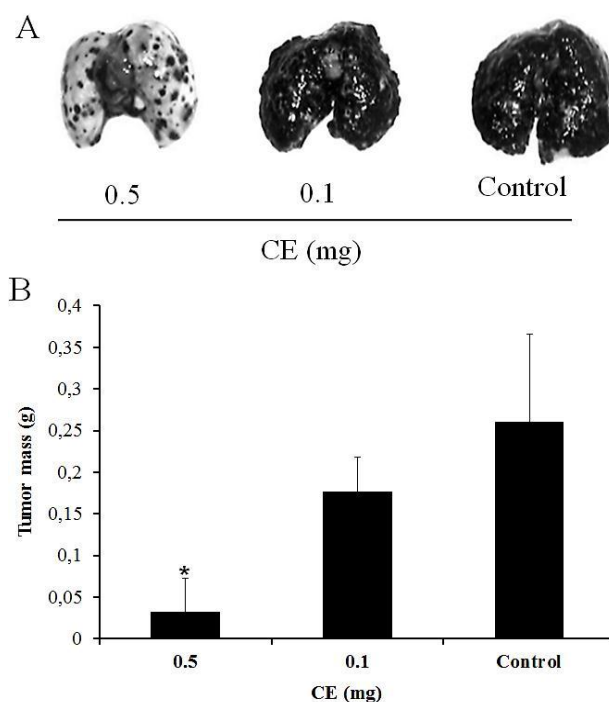 A
0.5 0.1 Control
CE (mg)
B
Tumor mass (g)
0,4
0,35
0,3
0,25
0,2
0,15
0,1
0,05
0
*
0.5 0.1 Control
CE (mg)